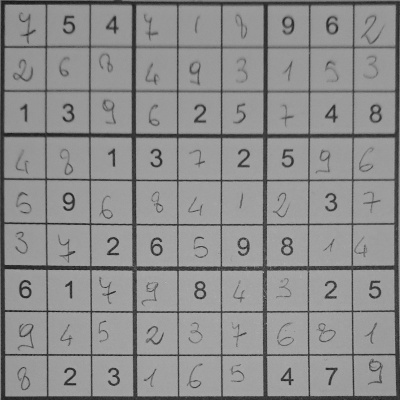 7 5 4 7 1 8 9 6 2
2 6 8 4 9 3 1 5 3
1 3 9 6 2 5 7 4 8
4 8 1 3 7 2 5 9 6
5 9 6 8 4 1 2 3 7
3 7 2 6 5 9 8 1 4
6 1 7 9 8 4 3 2 5
9 4 5 2 3 7 6 8 1
8 2 3 1 6 5 4 7 9